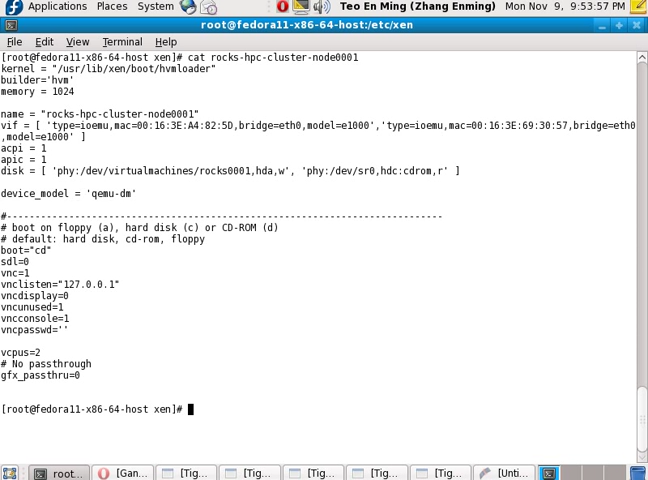 Applications Places System Teo En Ming (Zhang Enming) Mon Nov 9, 9:53:57 PM
root@fedora11-x86-64-host:/etc/xen
File Edit View Terminal Help
[root@fedora11-x86-64-host xen]# cat rocks-hpc-cluster-node0001
kernel = "/usr/lib/xen/boot/hvmloader"
builder='hvm'
memory = 1024
name = "rocks-hpc-cluster-node0001"
vif = [ 'type=ioemu,mac=00:16:3E:A4:82:5D,bridge=eth0,model=e1000','type=ioemu,mac=00:16:3E:69:30:57,bridge=eth0
,model=e1000' ]
acpi = 1
apic = 1
disk = [ 'phy:/dev/virtualmachines/rocks0001,hda,w', 'phy:/dev/sr0,hdc:cdrom,r' ]
device_model = 'qemu-dm'
#-----------------------------------------------------------------------------
# boot on floppy (a), hard disk (c) or CD-ROM (d)
# default: hard disk, cd-rom, floppy
boot="cd"
sdl=0
vnc=1
vnclisten="127.0.0.1"
vncdisplay=0
vncunused=1
vncconsole=1
vncpasswd=''
vcpus=2
# No passthrough
gfx_passthru=0
[root@fedora11-x86-64-host xen]#
root... [Gan... [Tig... [Tig... [Tig... [Tig... [Tig... [Unti...